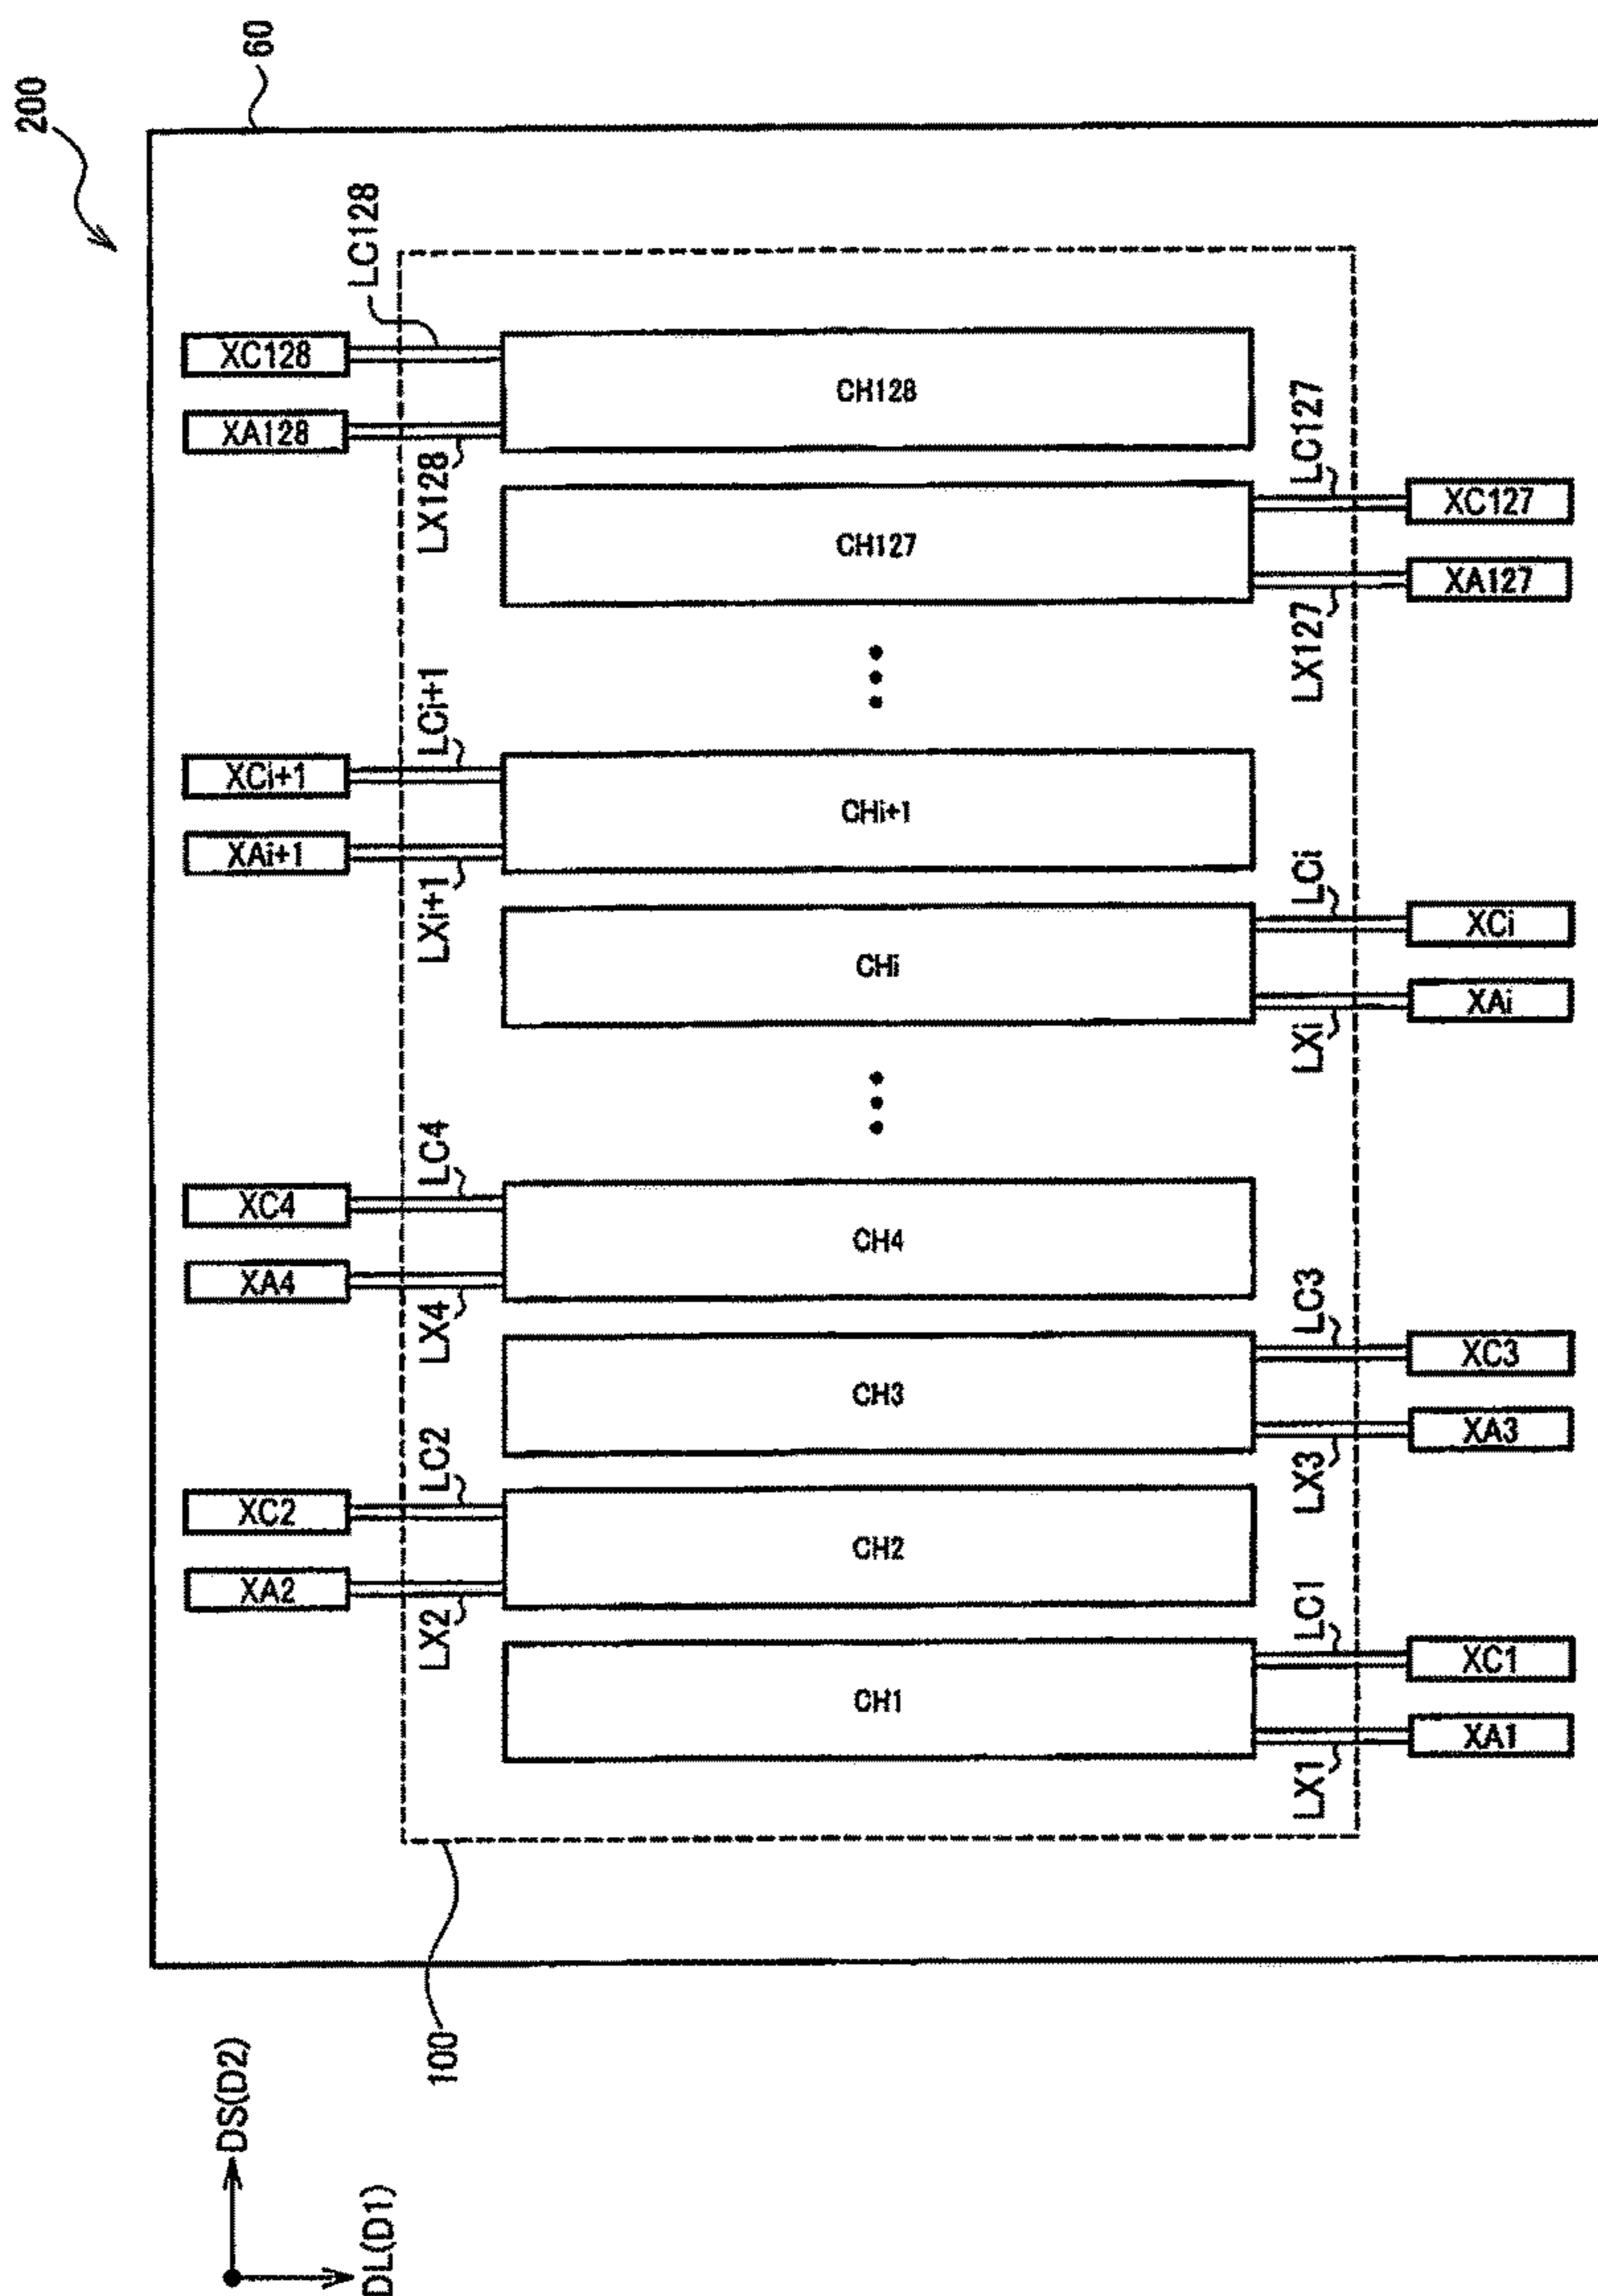 200
60
LC128
XC128
XA128
CH128
LX128
LC127
XC127
CH127
XA127
LX127
LCi+1
XCi+1
XAi+1
CHi+1
LXi+1
LCi
XCi
CHi
XAi
LXi
LC4
XC4
XA4
CH4
LX4
LC3
XC3
CH3
XA3
LX3
LC2
XC2
XA2
CH2
LX2
LC1
XC1
CH1
XA1
LX1
100
DS(D2)
DL(D1)